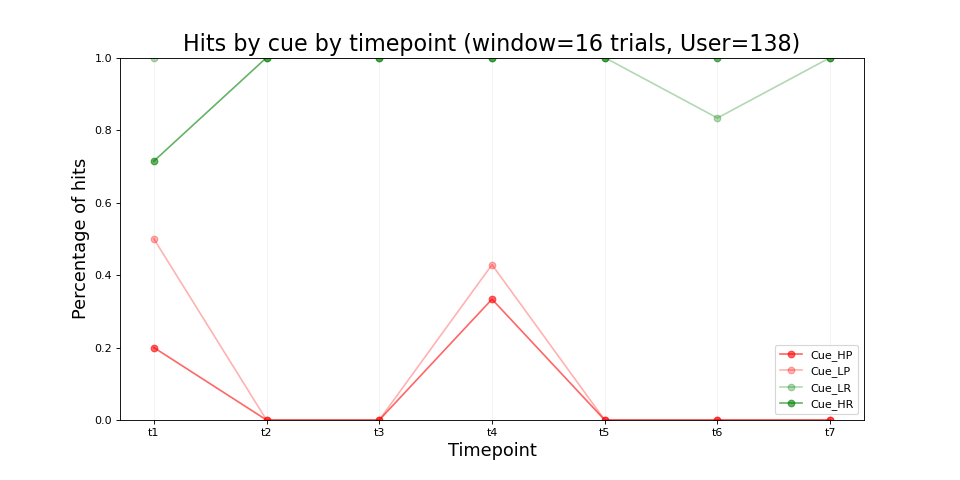 Hits by cue by timepoint (window=16 trials, User=138)
Percentage of hits
1.0
0.8
0.6
0.4
0.2
0.0
t1 t2 t3 t4 t5 t6 t7
Timepoint
Cue_HP
Cue_LP
Cue_LR
Cue_HR